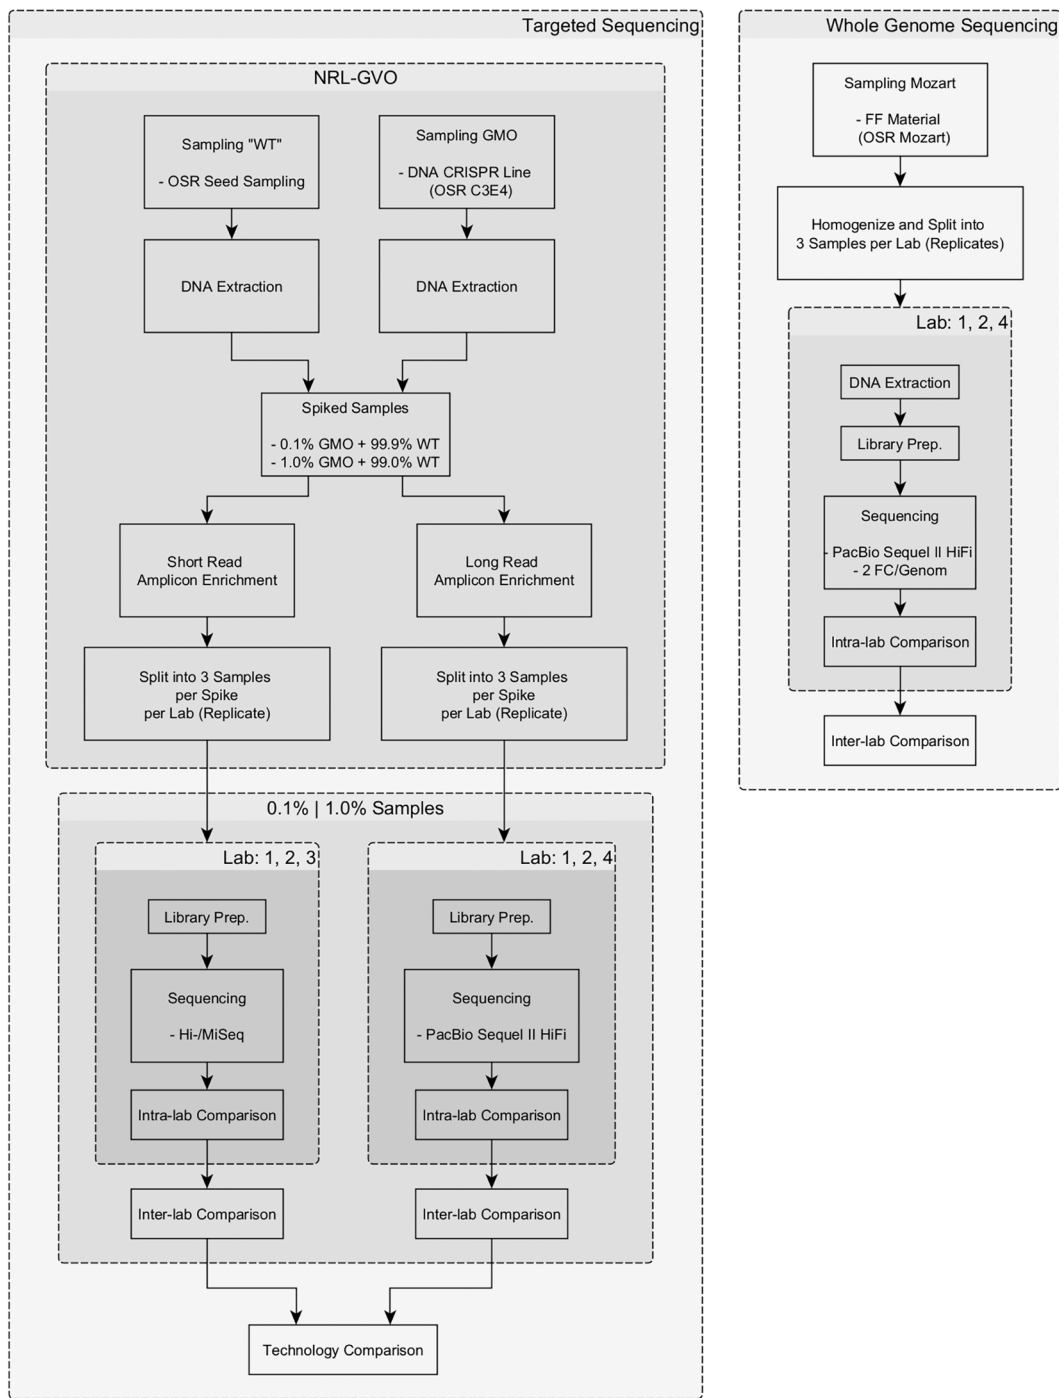 Targeted Sequencing
NRL-GVO
Sampling "WT"
- OSR Seed Sampling
Sampling GMO
- DNA CRISPR Line
(OSR C3E4)
DNA Extraction
DNA Extraction
Spiked Samples
- 0.1% GMO + 99.9% WT
- 1.0% GMO + 99.0% WT
Short Read
Amplicon Enrichment
Long Read
Amplicon Enrichment
Split into 3 Samples
per Spike
per Lab (Replicate)
Split into 3 Samples
per Spike
per Lab (Replicate)
0.1% | 1.0% Samples
Lab: 1, 2, 3
Library Prep.
Sequencing
- Hi-/MiSeq
Intra-lab Comparison
Inter-lab Comparison
Lab: 1, 2, 4
Library Prep.
Sequencing
- PacBio Sequel II HiFi
Intra-lab Comparison
Inter-lab Comparison
Technology Comparison
Whole Genome Sequencing
Sampling Mozart
- FF Material
(OSR Mozart)
Homogenize and Split into
3 Samples per Lab (Replicates)
Lab: 1, 2, 4
DNA Extraction
Library Prep.
Sequencing
- PacBio Sequel II HiFi
- 2 FC/Genom
Intra-lab Comparison
Inter-lab Comparison